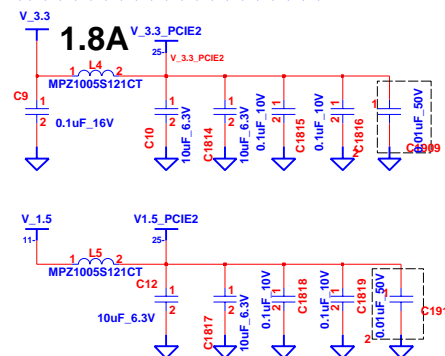 V_3.3
1.8A
V_3.3_PCIE2
25
V_3.3_PCIE2
1 L4 2
MPZ1005S121CT
C9
1
2
0.1uF_16V
1
2
C10
10uF_6.3V
1
2
C1814
10uF_6.3V
1
2
C1815
0.1uF_10V
1
2
C1816
0.1uF_10V
1
2
C1909
0.01uF_50V
V_1.5
11
V1.5_PCIE2
25
1 L5 2
MPZ1005S121CT
C12
1
2
10uF_6.3V
1
2
C1817
10uF_6.3V
1
2
C1818
0.1uF_10V
1
2
C1819
0.1uF_10V
1
2
C191
0.01uF_50V